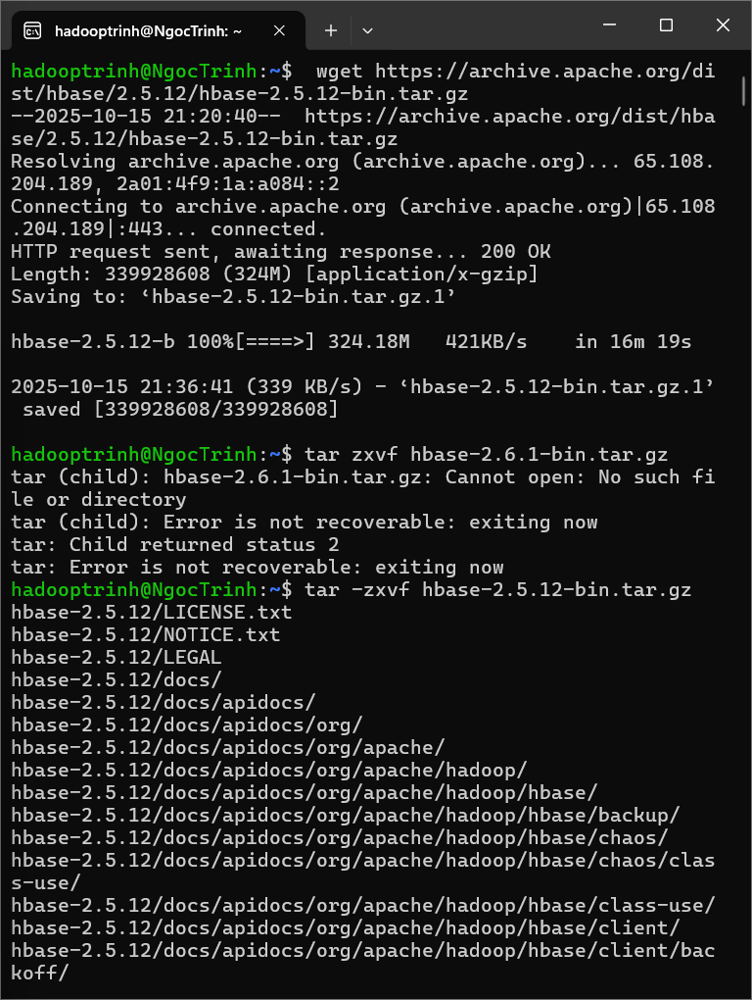 hadooptrinh@NgocTrinh: ~
hadooptrinh@NgocTrinh:~$  wget https://archive.apache.org/di
st/hbase/2.5.12/hbase-2.5.12-bin.tar.gz
--2025-10-15 21:20:40--  https://archive.apache.org/dist/hba
se/2.5.12/hbase-2.5.12-bin.tar.gz
Resolving archive.apache.org (archive.apache.org)... 65.108.
204.189, 2a01:4f9:1a:a084::2
Connecting to archive.apache.org (archive.apache.org)|65.108
.204.189|:443... connected.
HTTP request sent, awaiting response... 200 OK
Length: 339928608 (324M) [application/x-gzip]
Saving to: ‘hbase-2.5.12-bin.tar.gz.1’
hbase-2.5.12-b 100%[====>] 324.18M   421KB/s    in 16m 19s
2025-10-15 21:36:41 (339 KB/s) - ‘hbase-2.5.12-bin.tar.gz.1’
 saved [339928608/339928608]
hadooptrinh@NgocTrinh:~$ tar zxvf hbase-2.6.1-bin.tar.gz
tar (child): hbase-2.6.1-bin.tar.gz: Cannot open: No such fi
le or directory
tar (child): Error is not recoverable: exiting now
tar: Child returned status 2
tar: Error is not recoverable: exiting now
hadooptrinh@NgocTrinh:~$ tar -zxvf hbase-2.5.12-bin.tar.gz
hbase-2.5.12/LICENSE.txt
hbase-2.5.12/NOTICE.txt
hbase-2.5.12/LEGAL
hbase-2.5.12/docs/
hbase-2.5.12/docs/apidocs/
hbase-2.5.12/docs/apidocs/org/
hbase-2.5.12/docs/apidocs/org/apache/
hbase-2.5.12/docs/apidocs/org/apache/hadoop/
hbase-2.5.12/docs/apidocs/org/apache/hadoop/hbase/
hbase-2.5.12/docs/apidocs/org/apache/hadoop/hbase/backup/
hbase-2.5.12/docs/apidocs/org/apache/hadoop/hbase/chaos/
hbase-2.5.12/docs/apidocs/org/apache/hadoop/hbase/chaos/clas
s-use/
hbase-2.5.12/docs/apidocs/org/apache/hadoop/hbase/class-use/
hbase-2.5.12/docs/apidocs/org/apache/hadoop/hbase/client/
hbase-2.5.12/docs/apidocs/org/apache/hadoop/hbase/client/bac
koff/